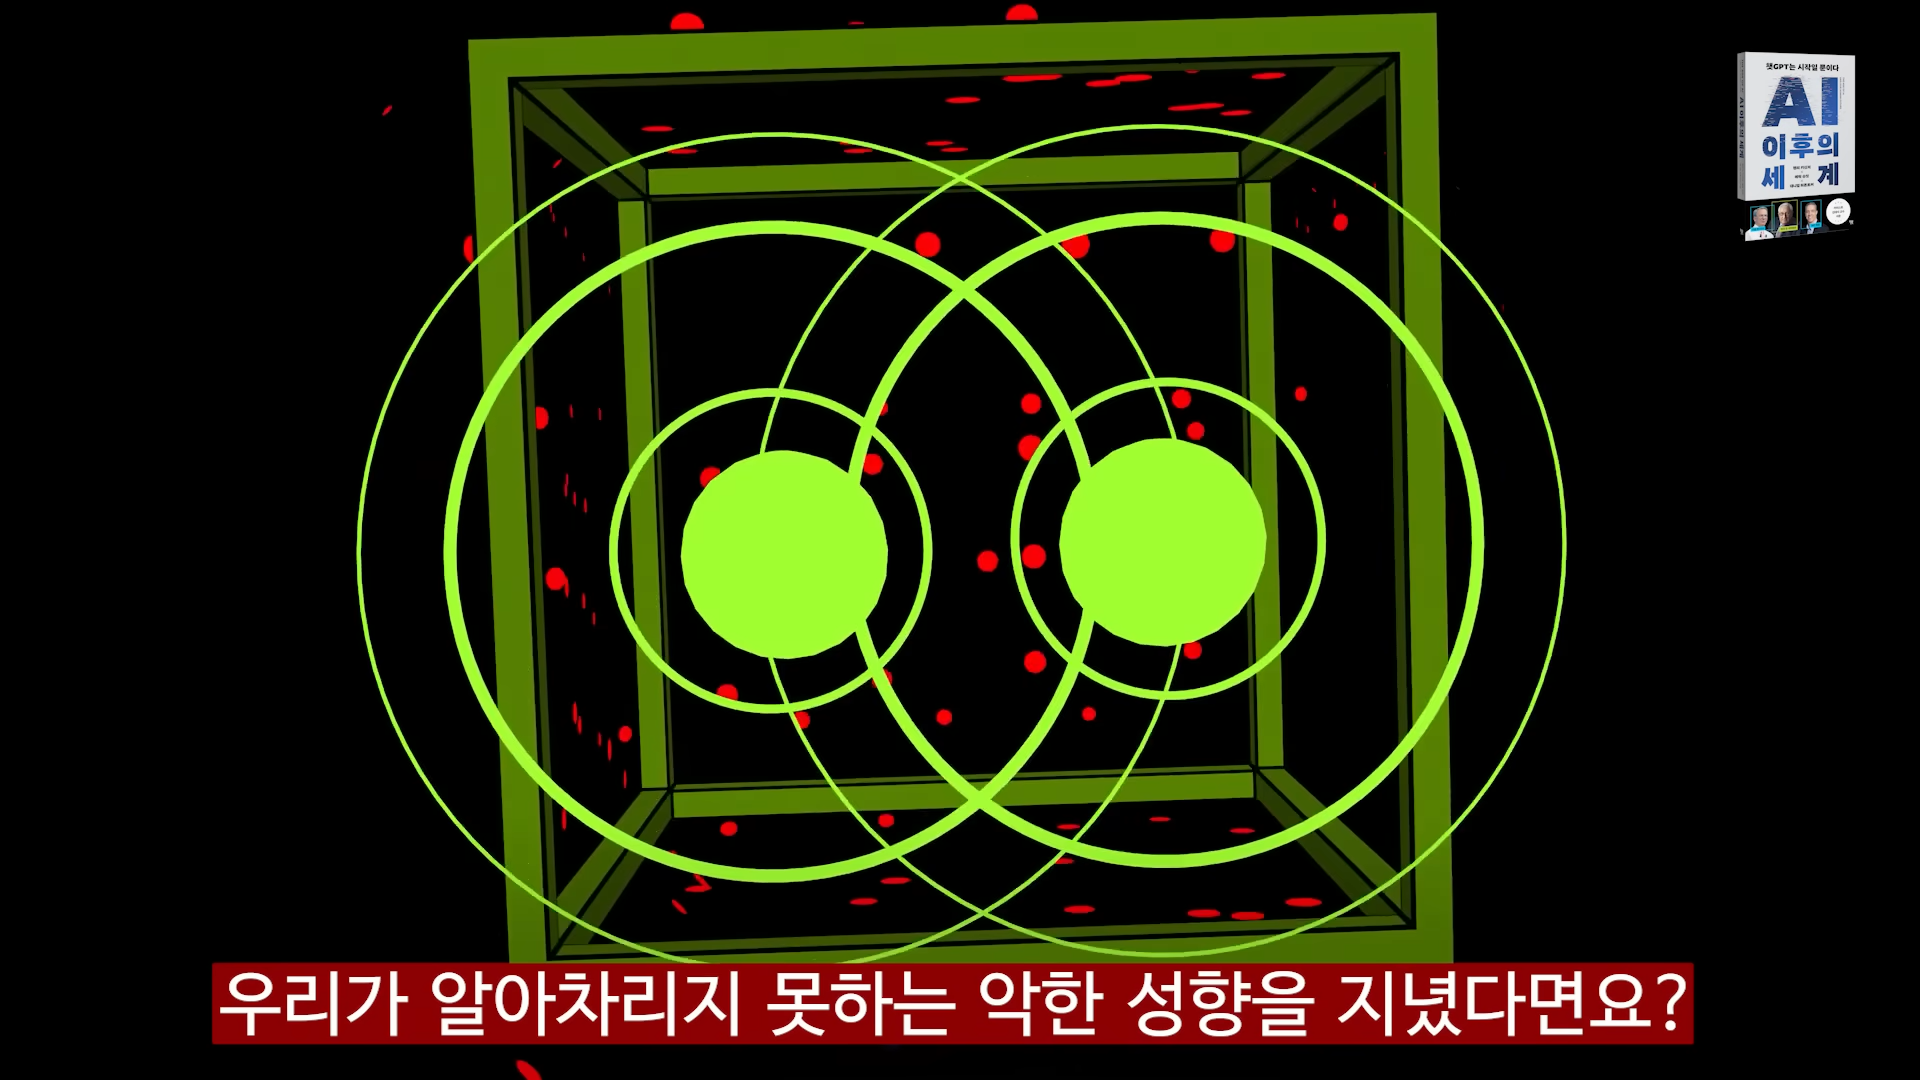 챗GPT는 시작일 뿐이다
AI
이후의
세계
우리가 알아차리지 못하는 악한 성향을 지녔다면요?